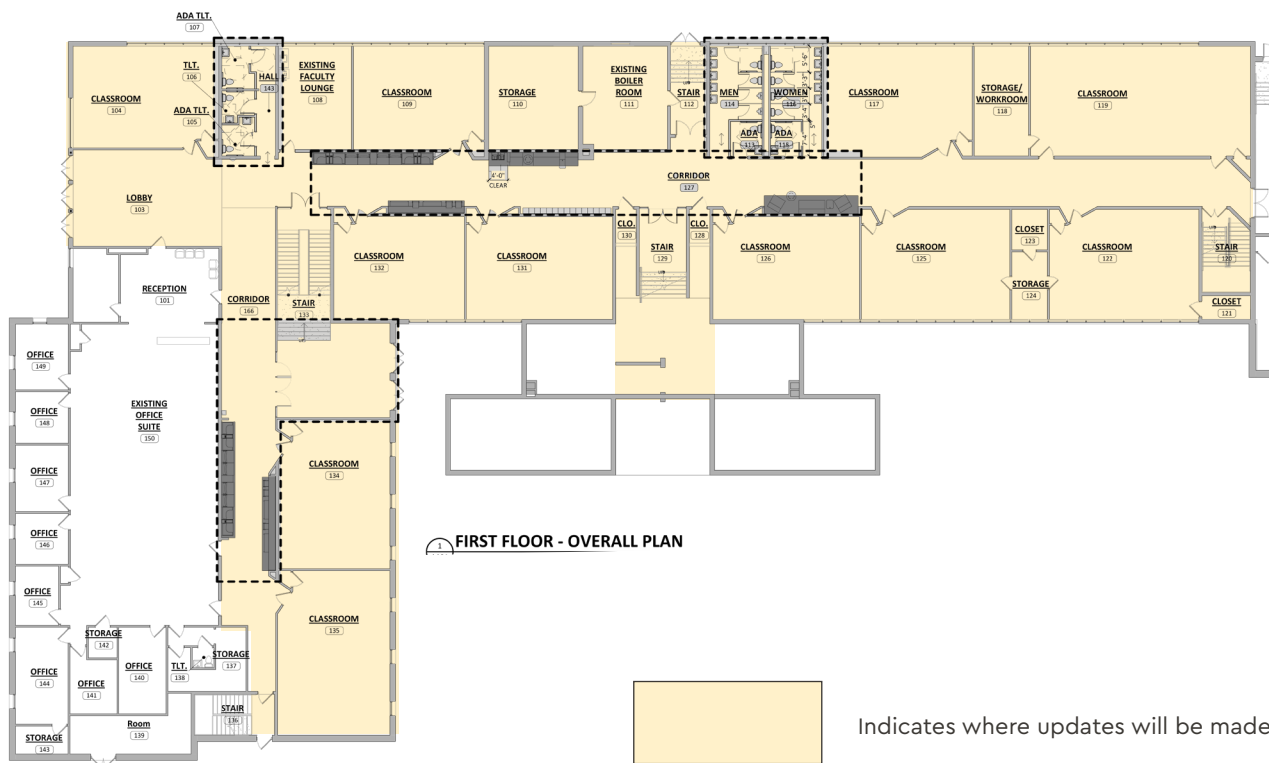 ADA TLT.
107
TLT.
106
ADA TLT.
105
HALL
143
CLASSROOM
104
EXISTING
FACULTY
LOUNGE
108
CLASSROOM
109
STORAGE
110
EXISTING
BOILER
ROOM
111
STAIR
112
MEN
114
WOMEN
116
ADA
113
ADA
115
5'-6"
3'-3"
CLASSROOM
117
STORAGE/
WORKROOM
118
CLASSROOM
119
LOBBY
103
4'-0"
CLEAR
CORRIDOR
127
CLASSROOM
132
CLASSROOM
131
CLO.
130
STAIR
129
CLO.
128
CLASSROOM
126
CLASSROOM
125
CLOSET
123
STORAGE
124
CLASSROOM
122
STAIR
120
CLOSET
121
RECEPTION
101
CORRIDOR
166
STAIR
133
OFFICE
149
OFFICE
148
OFFICE
147
OFFICE
146
OFFICE
145
OFFICE
144
STORAGE
143
EXISTING
OFFICE
SUITE
150
STORAGE
142
OFFICE
141
OFFICE
140
TLT.
138
STORAGE
137
STAIR
136
Room
139
CLASSROOM
134
CLASSROOM
135
1
FIRST FLOOR - OVERALL PLAN
Indicates where updates will be made